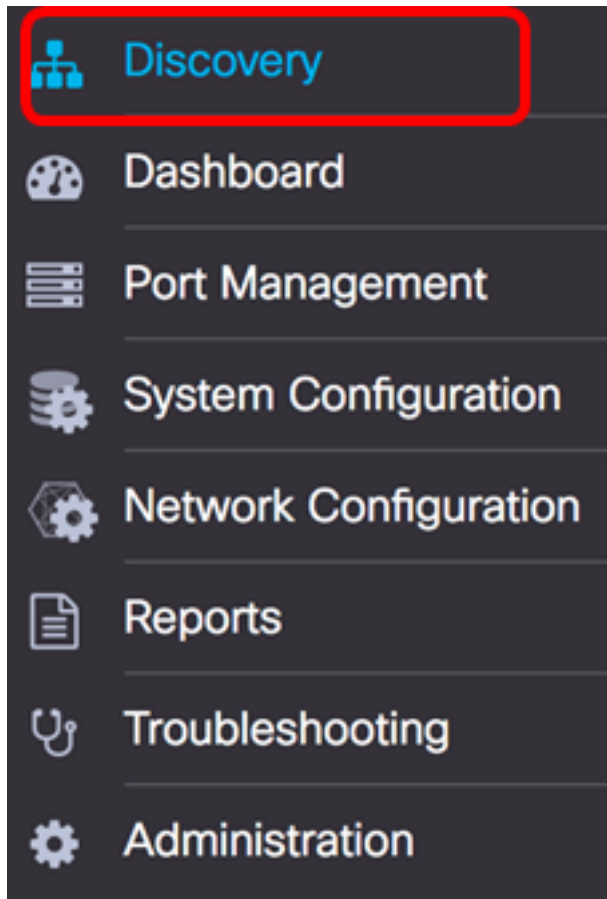 Discovery
Dashboard
Port Management
System Configuration
Network Configuration
Reports
Troubleshooting
Administration